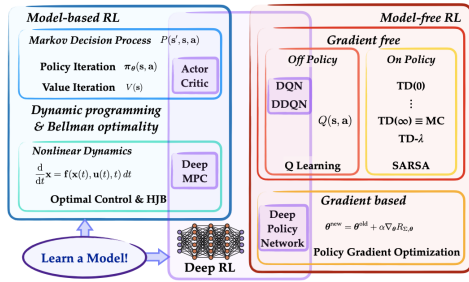 Model-based RL
Markov Decision Process P(s′, s, a)
Policy Iteration π_θ(s, a)
Value Iteration V(s)
Actor
Critic
Dynamic programming
& Bellman optimality
Nonlinear Dynamics
d/dt x = f(x(t), u(t), t) dt
Optimal Control & HJB
Deep
MPC
Learn a Model!
Deep RL
Model-free RL
Gradient free
Off Policy
DQN
DDQN
Q(s, a)
Q Learning
On Policy
TD(0)
⋮
TD(∞) ≡ MC
TD-λ
SARSA
Gradient based
Deep
Policy
Network
θ^new = θ^old + α∇_θ R_Σ,θ
Policy Gradient Optimization